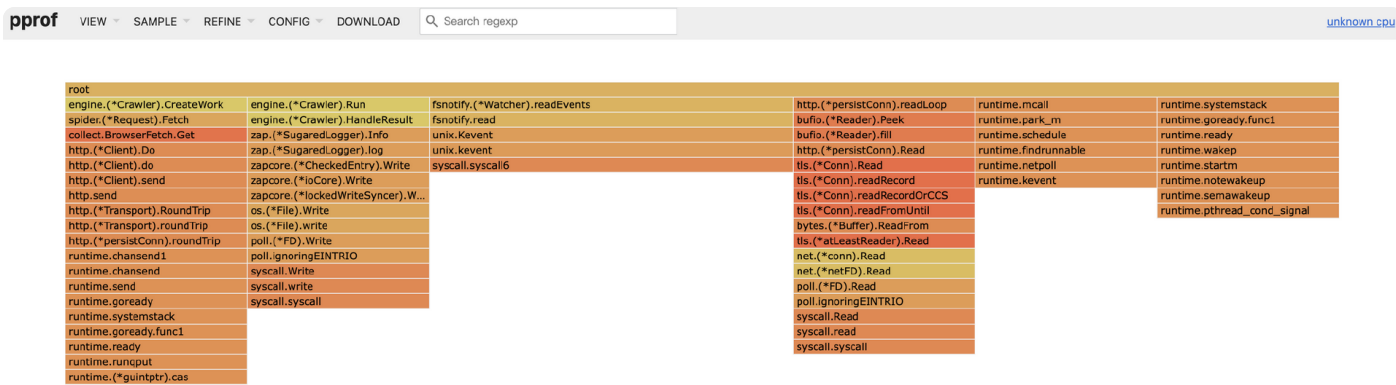 pprof VIEW SAMPLE REFINE CONFIG DOWNLOAD Search regexp unknown cpu
root
engine.(*Crawler).CreateWork engine.(*Crawler).Run fsnotify.(*Watcher).readEvents http.(*persistConn).readLoop runtime.mcall runtime.systemstack
spider.(*Request).Fetch engine.(*Crawler).HandleResult fsnotify.read bufio.(*Reader).Peek runtime.park_m runtime.goready.func1
collect.BrowserFetch.Get zap.(*SugaredLogger).Info unix.Kevent bufio.(*Reader).fill runtime.schedule runtime.ready
http.(*Client).Do zap.(*SugaredLogger).log unix.kevent http.(*persistConn).Read runtime.findrunnable runtime.wakep
http.(*Client).do zapcore.(*CheckedEntry).Write syscall.syscall6 tls.(*Conn).Read runtime.netpoll runtime.startm
http.(*Client).send zapcore.(*ioCore).Write tls.(*Conn).readRecord runtime.kevent runtime.notewakeup
http.send zapcore.(*lockedWriteSyncer).W... tls.(*Conn).readRecordOrCCS runtime.semawakeup
http.(*Transport).RoundTrip os.(*File).Write tls.(*Conn).readFromUntil runtime.pthread_cond_signal
http.(*Transport).roundTrip os.(*File).write bytes.(*Buffer).ReadFrom
http.(*persistConn).roundTrip poll.(*FD).Write tls.(*atLeastReader).Read
runtime.chansend1 poll.ignoringEINTRIO net.(*conn).Read
runtime.chansend syscall.Write net.(*netFD).Read
runtime.send syscall.write poll.(*FD).Read
runtime.goready syscall.syscall poll.ignoringEINTRIO
runtime.systemstack syscall.Read
runtime.goready.func1 syscall.read
runtime.ready syscall.syscall
runtime.runqput
runtime.(*guintptr).cas